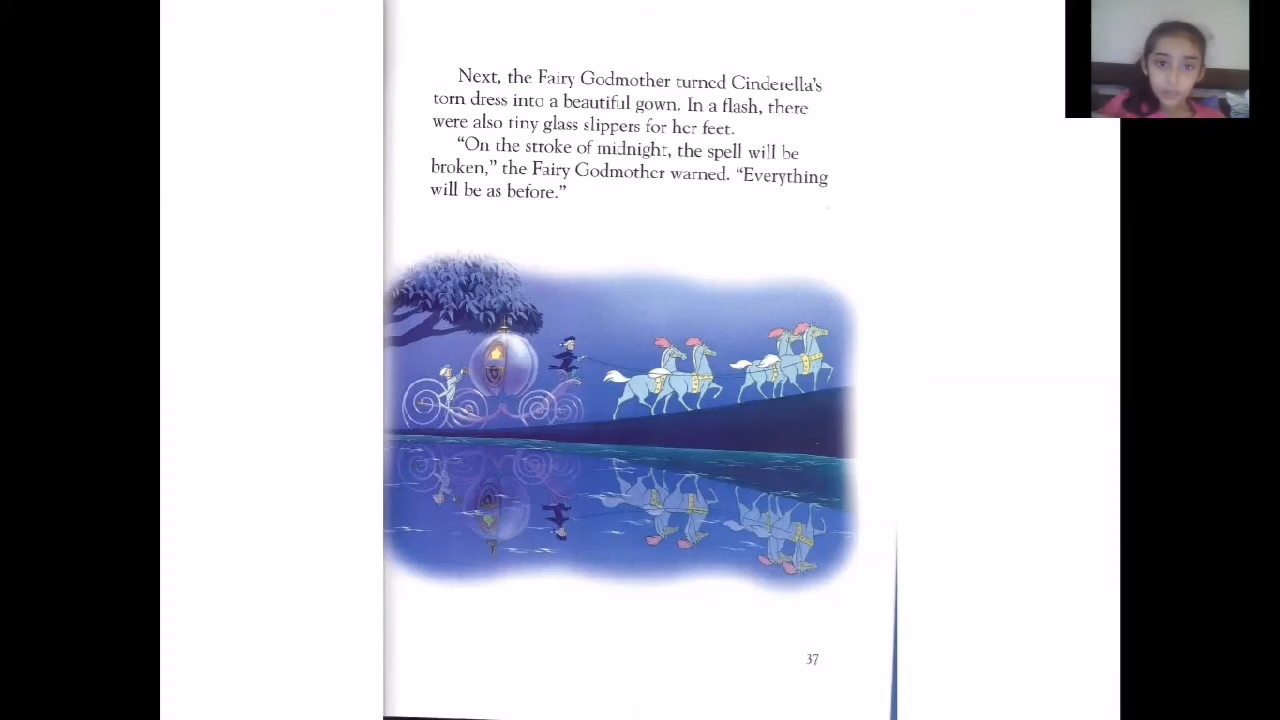 Next, the Fairy Godmother turned Cinderella's
torn dress into a beautiful gown. In a flash, there
were also tiny glass slippers for her feet.
"On the stroke of midnight, the spell will be
broken," the Fairy Godmother warned. "Everything
will be as before."
37